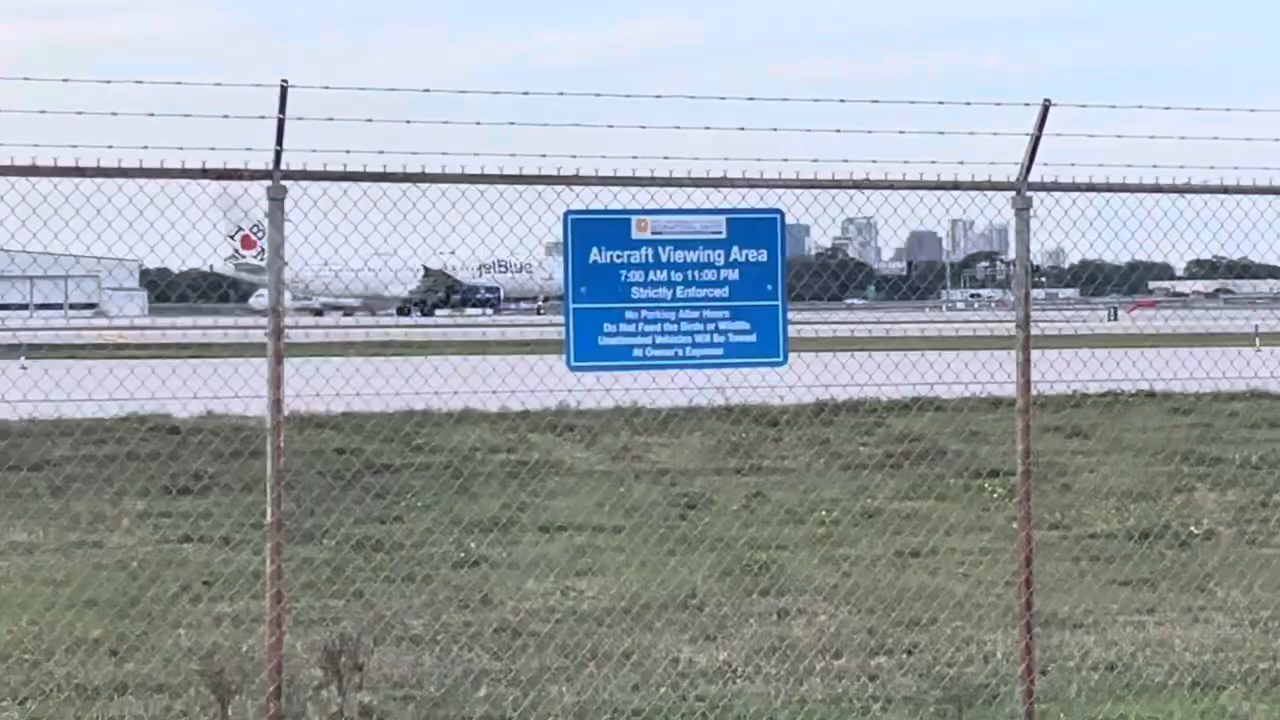 I B
NY
jetBlue
Aircraft Viewing Area
7:00 AM to 11:00 PM
Strictly Enforced
No Parking After Hours
Do Not Feed the Birds or Wildlife
Unattended Vehicles Will Be Towed
At Owner's Expense